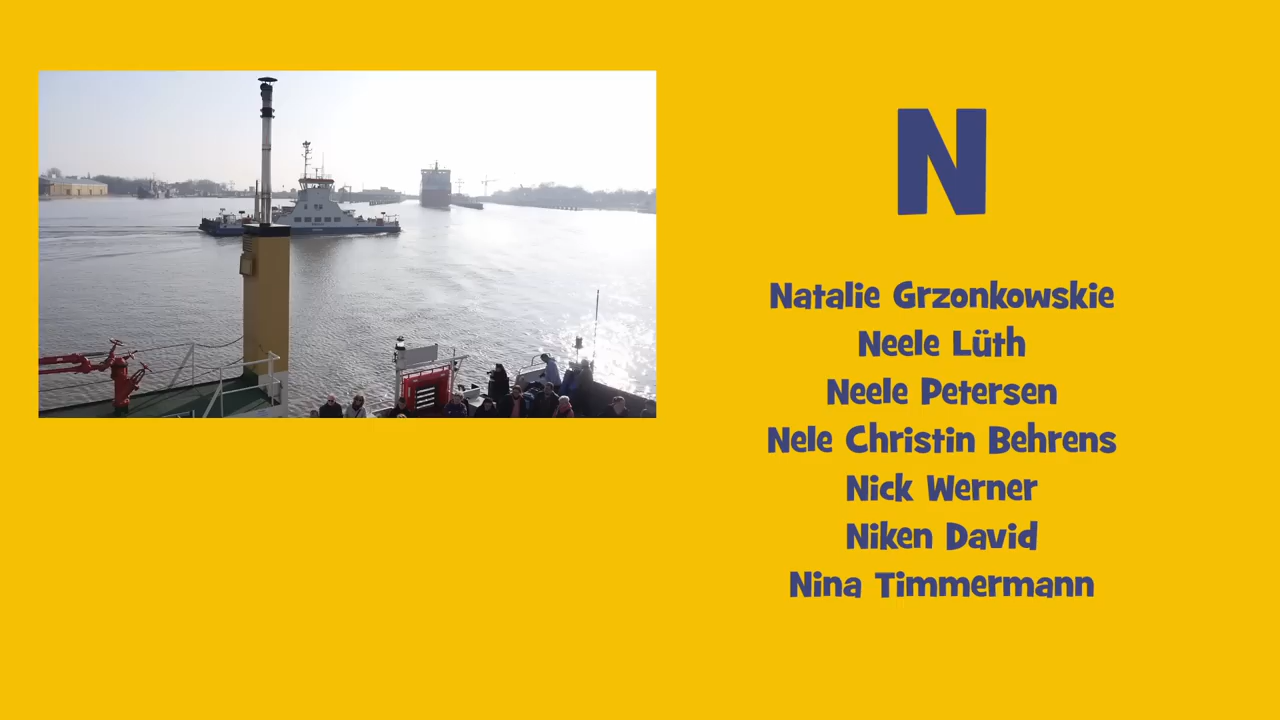 N
Natalie Grzonkowskie
Neele Lüth
Neele Petersen
Nele Christin Behrens
Nick Werner
Niken David
Nina Timmermann